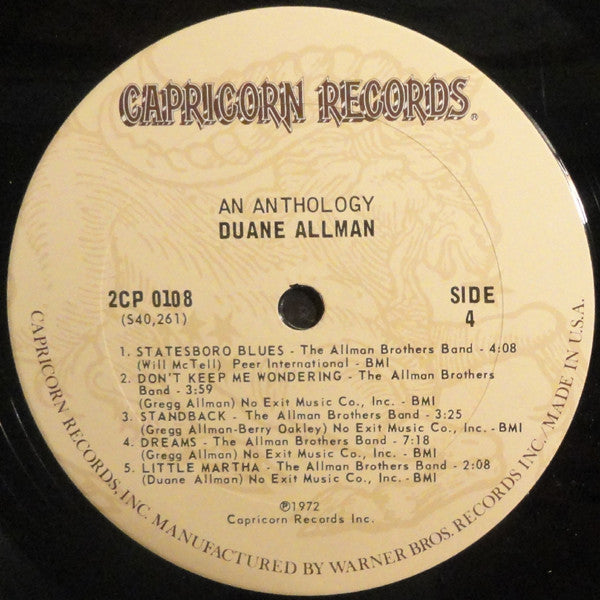 CAPRICORN RECORDS®
AN ANTHOLOGY
DUANE ALLMAN
2CP 0108
(S40,261)
SIDE
4
1. STATESBORO BLUES - The Allman Brothers Band - 4:08
(Will McTell) Peer International - BMI
2. DON'T KEEP ME WONDERING - The Allman Brothers
Band - 3:59
(Gregg Allman) No Exit Music Co., Inc. - BMI
3. STANDBACK - The Allman Brothers Band - 3:25
(Gregg Allman-Berry Oakley) No Exit Music Co., Inc. - BMI
4. DREAMS - The Allman Brothers Band - 7:18
(Gregg Allman) No Exit Music Co., Inc. - BMI
5. LITTLE MARTHA - The Allman Brothers Band - 2:08
(Duane Allman) No Exit Music Co., Inc. - BMI
℗1972
Capricorn Records Inc.
CAPRICORN RECORDS, INC. MANUFACTURED BY WARNER BROS. RECORDS INC./MADE IN U.S.A.